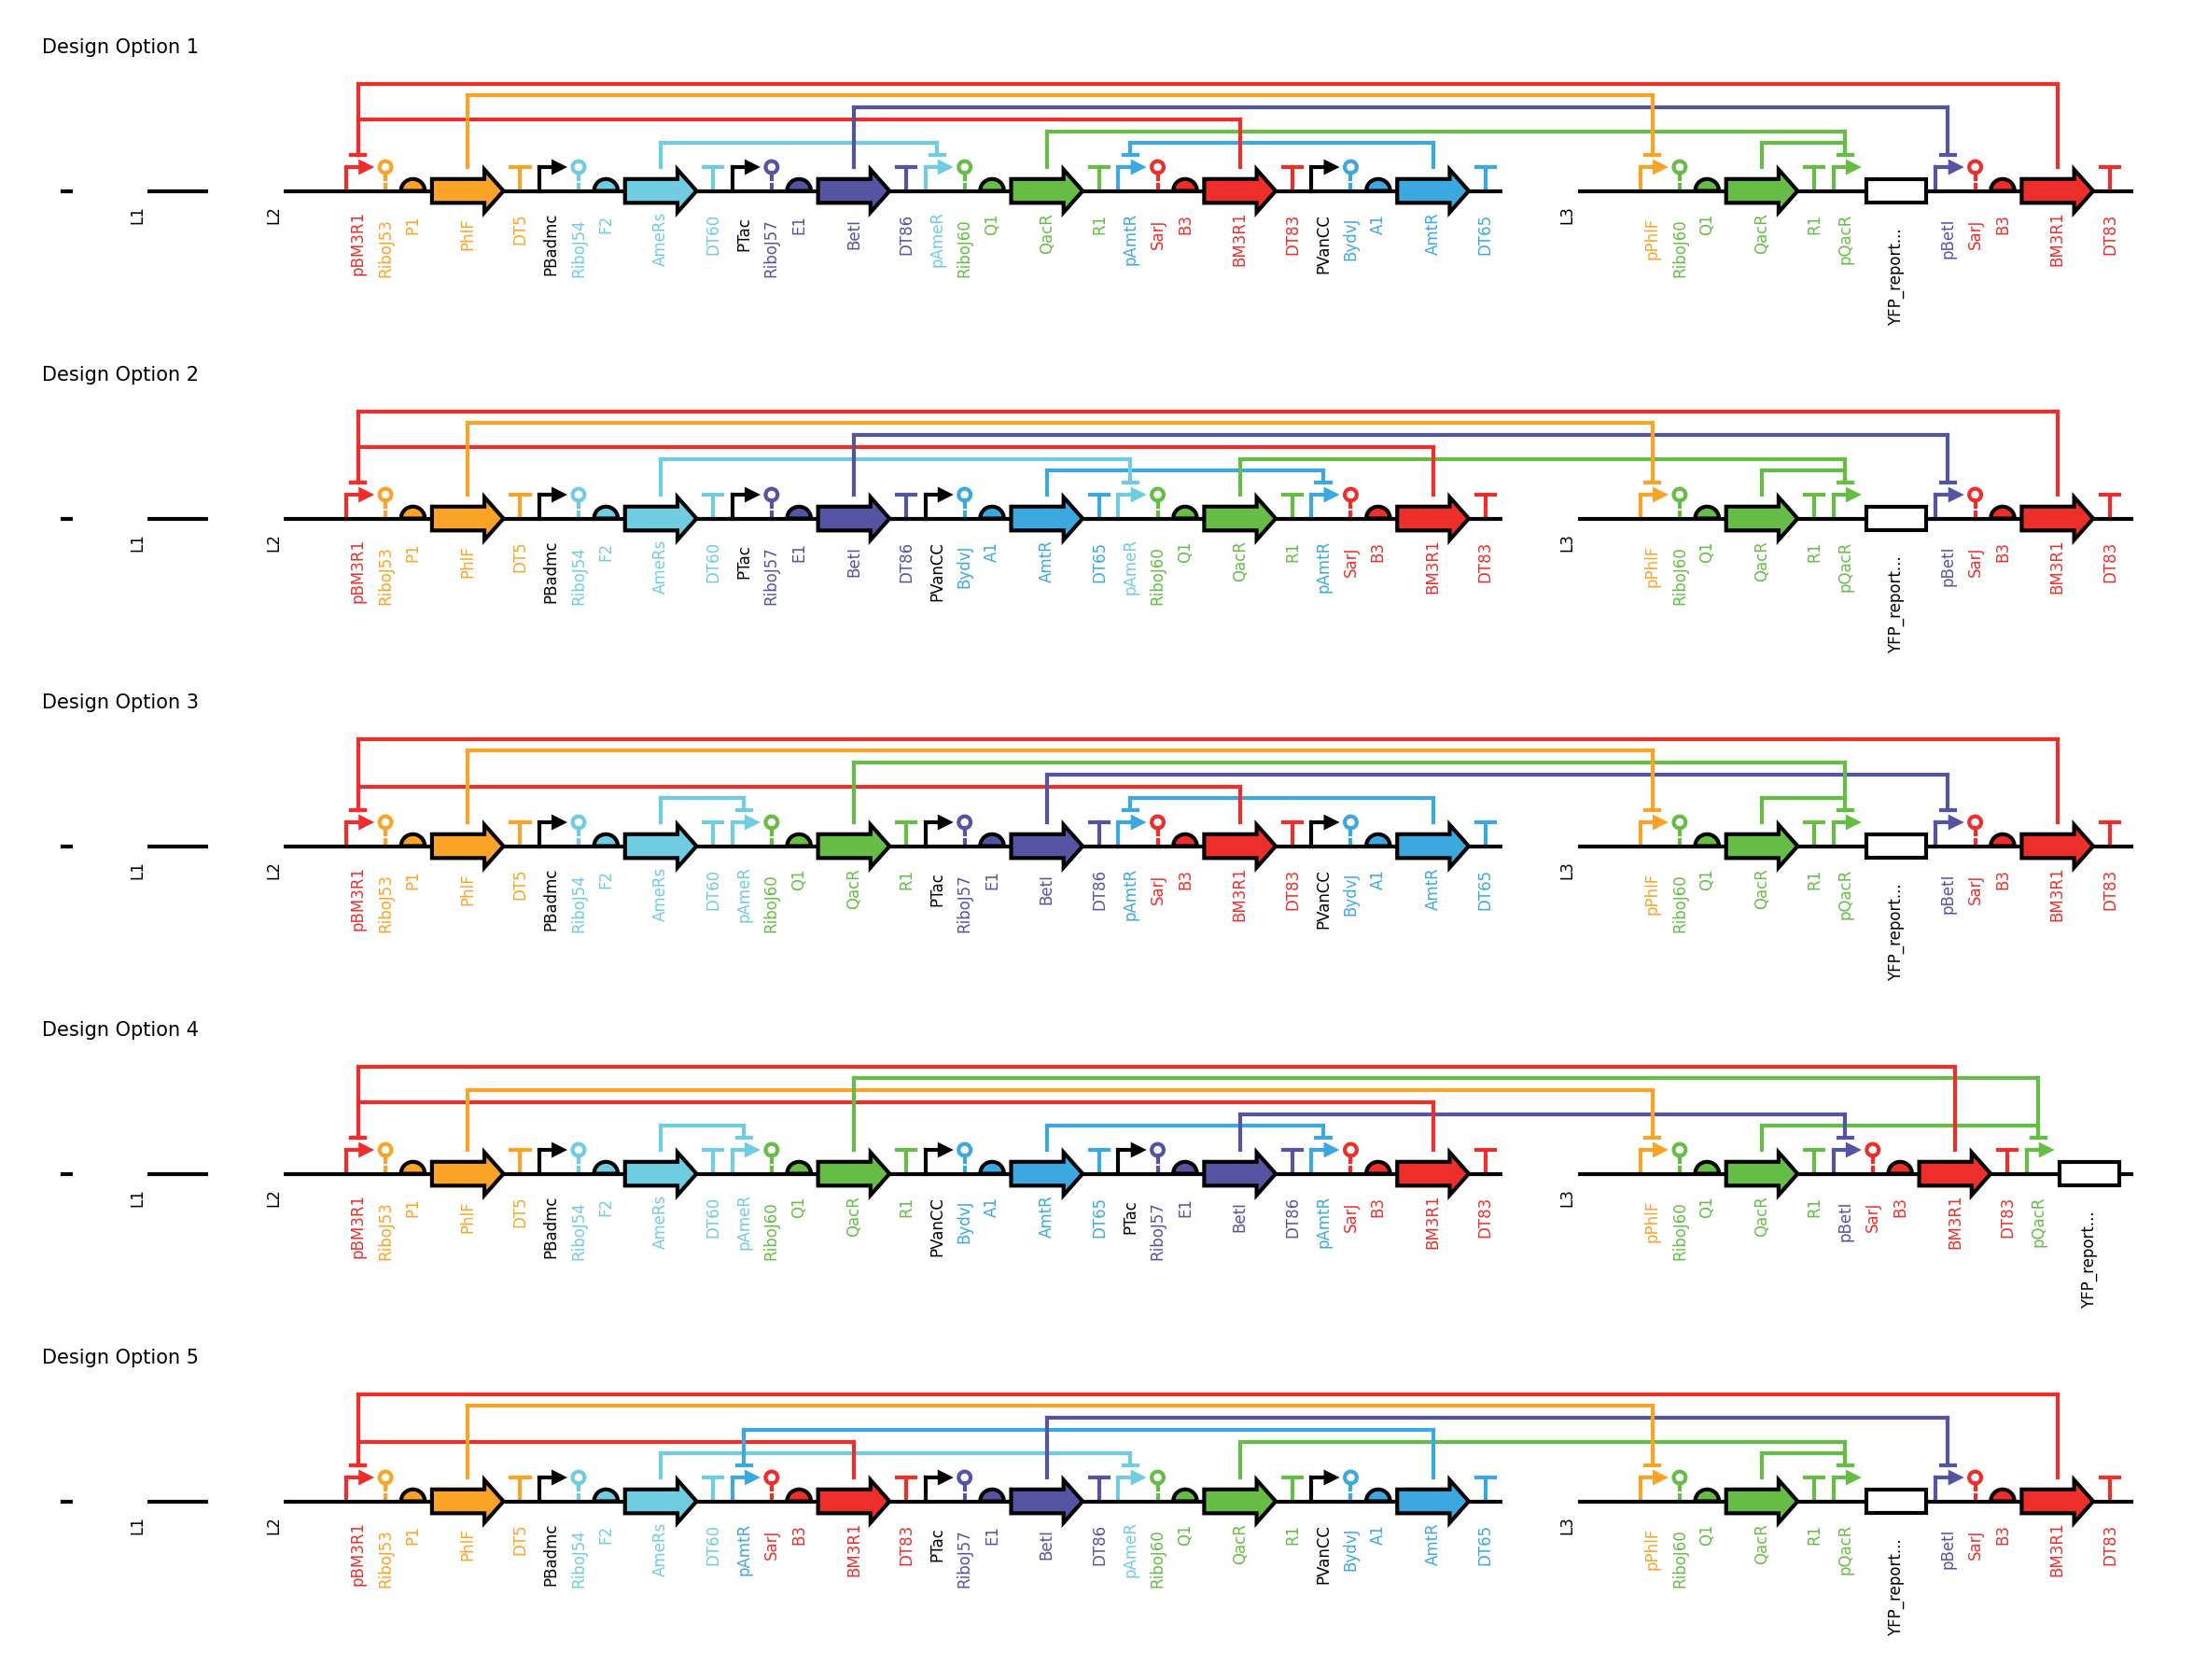 Design Option 1
L1
L2
pBM3R1
RiboJ53
P1
PhlF
DT5
PBadmc
RiboJ54
F2
AmeRs
DT60
PTac
RiboJ57
E1
BetI
DT86
pAmeR
RiboJ60
Q1
QacR
R1
pAmtR
SarJ
B3
BM3R1
DT83
PVanCC
BydvJ
A1
AmtR
DT65
L3
pPhlF
RiboJ60
Q1
QacR
R1
pQacR
YFP_report...
pBetI
SarJ
B3
BM3R1
DT83
Design Option 2
L1
L2
pBM3R1
RiboJ53
P1
PhlF
DT5
PBadmc
RiboJ54
F2
AmeRs
DT60
PTac
RiboJ57
E1
BetI
DT86
PVanCC
BydvJ
A1
AmtR
DT65
pAmeR
RiboJ60
Q1
QacR
R1
pAmtR
SarJ
B3
BM3R1
DT83
L3
pPhlF
RiboJ60
Q1
QacR
R1
pQacR
YFP_report...
pBetI
SarJ
B3
BM3R1
DT83
Design Option 3
L1
L2
pBM3R1
RiboJ53
P1
PhlF
DT5
PBadmc
RiboJ54
F2
AmeRs
DT60
pAmeR
RiboJ60
Q1
QacR
R1
PTac
RiboJ57
E1
BetI
DT86
pAmtR
SarJ
B3
BM3R1
DT83
PVanCC
BydvJ
A1
AmtR
DT65
L3
pPhlF
RiboJ60
Q1
QacR
R1
pQacR
YFP_report...
pBetI
SarJ
B3
BM3R1
DT83
Design Option 4
L1
L2
pBM3R1
RiboJ53
P1
PhlF
DT5
PBadmc
RiboJ54
F2
AmeRs
DT60
pAmeR
RiboJ60
Q1
QacR
R1
PVanCC
BydvJ
A1
AmtR
DT65
PTac
RiboJ57
E1
BetI
DT86
pAmtR
SarJ
B3
BM3R1
DT83
L3
pPhlF
RiboJ60
Q1
QacR
R1
pBetI
SarJ
B3
BM3R1
DT83
pQacR
YFP_report...
Design Option 5
L1
L2
pBM3R1
RiboJ53
P1
PhlF
DT5
PBadmc
RiboJ54
F2
AmeRs
DT60
pAmtR
SarJ
B3
BM3R1
DT83
PTac
RiboJ57
E1
BetI
DT86
pAmeR
RiboJ60
Q1
QacR
R1
PVanCC
BydvJ
A1
AmtR
DT65
L3
pPhlF
RiboJ60
Q1
QacR
R1
pQacR
YFP_report...
pBetI
SarJ
B3
BM3R1
DT83